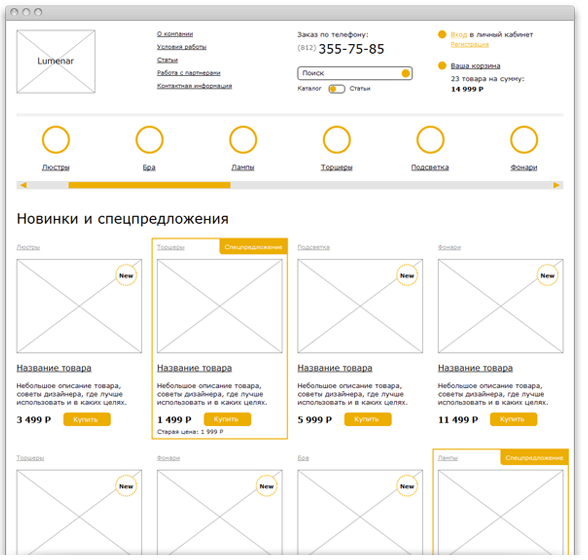 Lumenar
О компании
Условия работы
Статьи
Работа с партнерами
Контактная информация
Заказ по телефону:
(812) 355-75-85
Поиск
Каталог Статьи
Вход в личный кабинет
Регистрация
Ваша корзина
23 товара на сумму:
14 999 Р
Люстры Бра Лампы Торшеры Подсветка Фонари
Новинки и спецпредложения
Люстры Торшеры Спецпредложение Подсветка Фонари
New New New
Название товара Название товара Название товара Название товара
Небольшое описание товара, Небольшое описание товара, Небольшое описание товара, Небольшое описание товара,
советы дизайнера, где лучше советы дизайнера, где лучше советы дизайнера, где лучше советы дизайнера, где лучше
использовать и в каких целях. использовать и в каких целях. использовать и в каких целях. использовать и в каких целях.
3 499 Р Купить 1 499 Р Купить 5 999 Р Купить 11 499 Р Купить
Старая цена: 1 999 Р
Торшеры Фонари Бра Лампы Спецпредложение
New New New